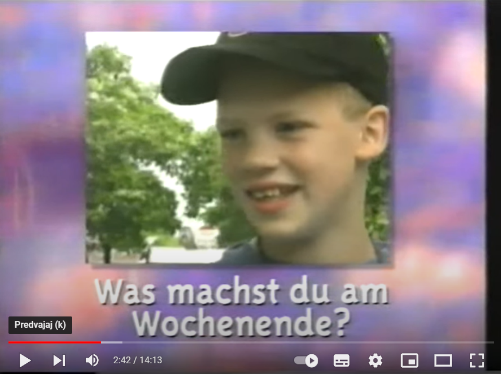 Was machst du am
Wochenende?
Predvajaj (k)
2:42 / 14:13